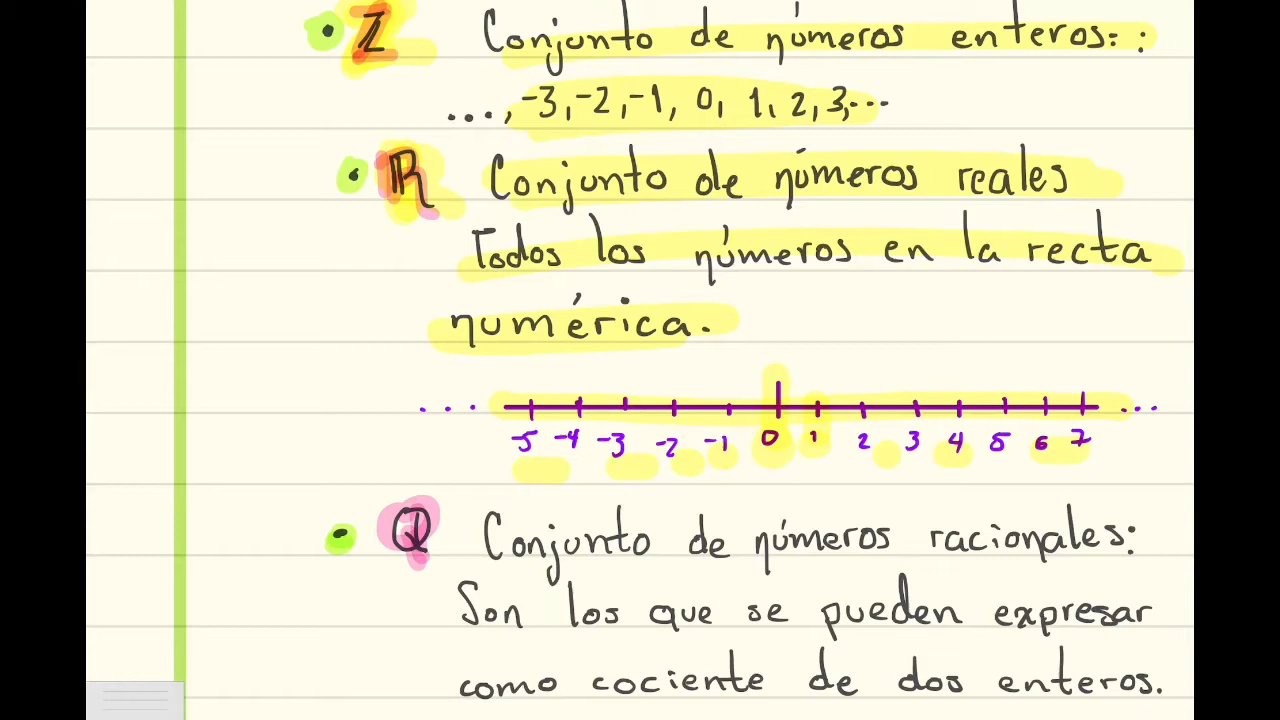 • ℤ Conjunto de números enteros::
..., -3, -2, -1, 0, 1, 2, 3, ...
• ℝ Conjunto de números reales
Todos los números en la recta
numérica.
... -5 -4 -3 -2 -1 0 1 2 3 4 5 6 7 ...
• ℚ Conjunto de números racionales:
Son los que se pueden expresar
como cociente de dos enteros.